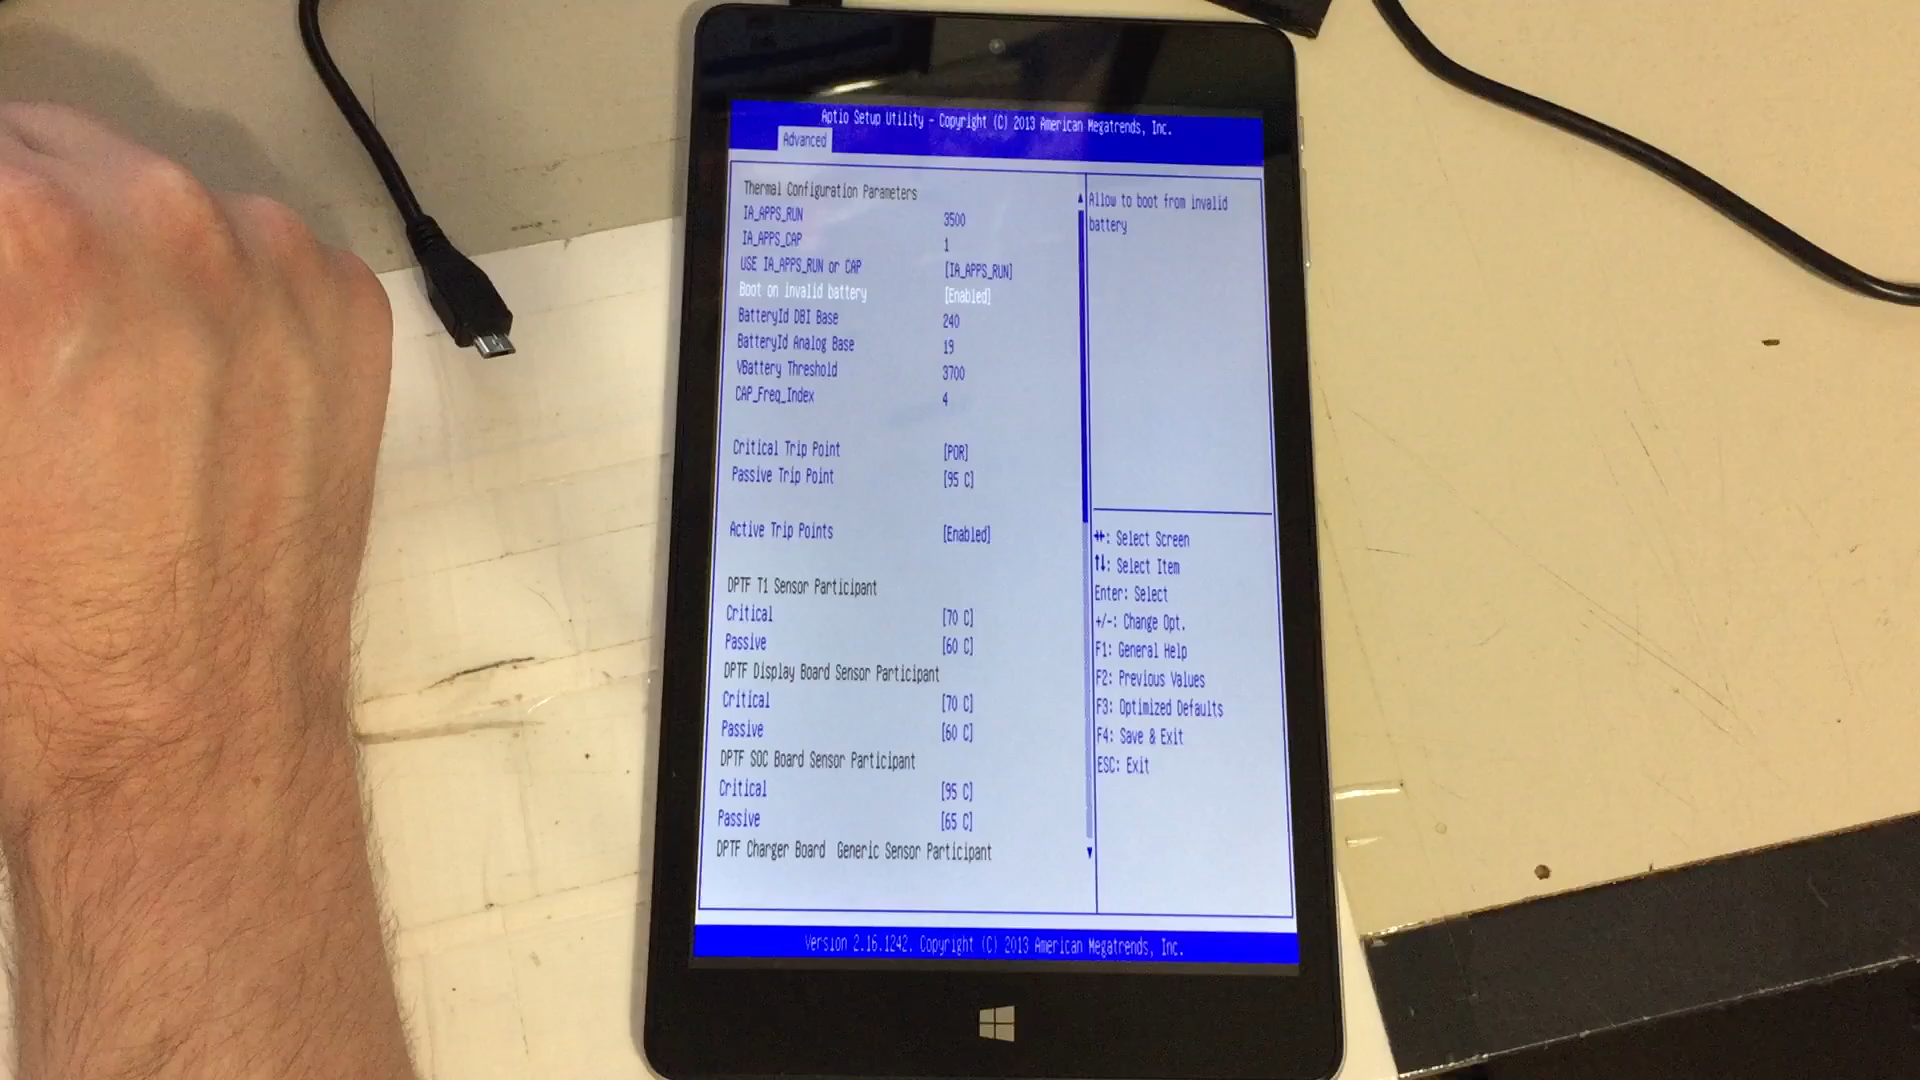 Aptio Setup Utility - Copyright (C) 2013 American Megatrends, Inc.
Advanced
Thermal Configuration Parameters
IA_APPS_RUN 3500
IA_APPS_CAP 1
USE IA_APPS_RUN or CAP [IA_APPS_RUN]
Boot on invalid battery [Enabled]
BatteryId DBI Base 240
BatteryId Analog Base 19
VBattery Threshold 3700
CAP_Freq_Index 4
Critical Trip Point [POR]
Passive Trip Point [95 C]
Active Trip Points [Enabled]
DPTF T1 Sensor Participant
Critical [70 C]
Passive [60 C]
DPTF Display Board Sensor Participant
Critical [70 C]
Passive [60 C]
DPTF SOC Board Sensor Participant
Critical [95 C]
Passive [65 C]
DPTF Charger Board Generic Sensor Participant
Allow to boot from invalid
battery
→←: Select Screen
↑↓: Select Item
Enter: Select
+/-: Change Opt.
F1: General Help
F2: Previous Values
F3: Optimized Defaults
F4: Save & Exit
ESC: Exit
Version 2.16.1242. Copyright (C) 2013 American Megatrends, Inc.